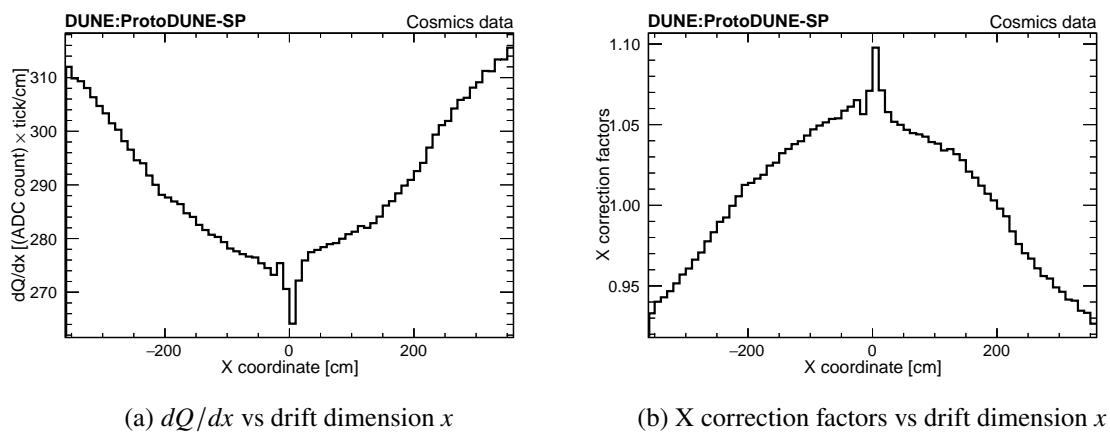 DUNE:ProtoDUNE-SP Cosmics data
dQ/dx [(ADC count) × tick/cm]
310
300
290
280
270
−200 0 200
X coordinate [cm]
(a) dQ/dx vs drift dimension x
DUNE:ProtoDUNE-SP Cosmics data
X correction factors
1.10
1.05
1.00
0.95
−200 0 200
X coordinate [cm]
(b) X correction factors vs drift dimension x